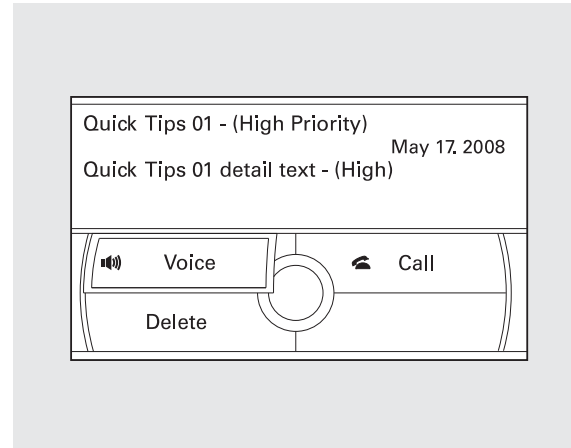 Quick Tips 01 - (High Priority)
May 17. 2008
Quick Tips 01 detail text - (High)
Voice
Call
Delete